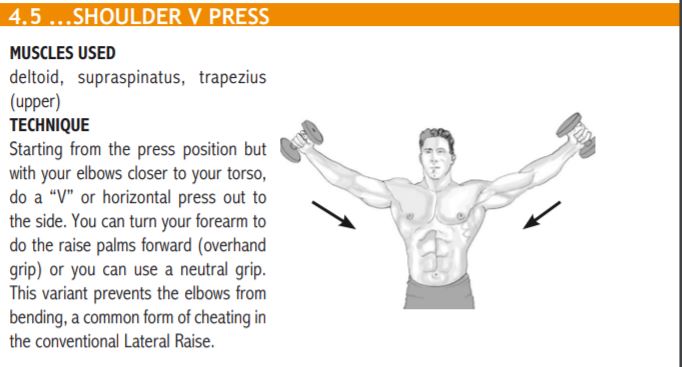 4.5 ...SHOULDER V PRESS
MUSCLES USED
deltoid, supraspinatus, trapezius
(upper)
TECHNIQUE
Starting from the press position but
with your elbows closer to your torso,
do a “V” or horizontal press out to
the side. You can turn your forearm to
do the raise palms forward (overhand
grip) or you can use a neutral grip.
This variant prevents the elbows from
bending, a common form of cheating in
the conventional Lateral Raise.